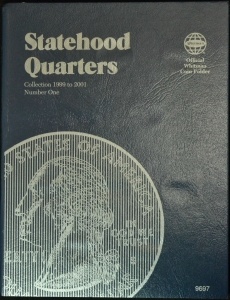 Statehood
Quarters
Collection 1999 to 2001
Number One
Official
Whitman
Coin Folder
STATES OF AMERICA
IN
GOD WE
TRUST
LIBERTY
9697